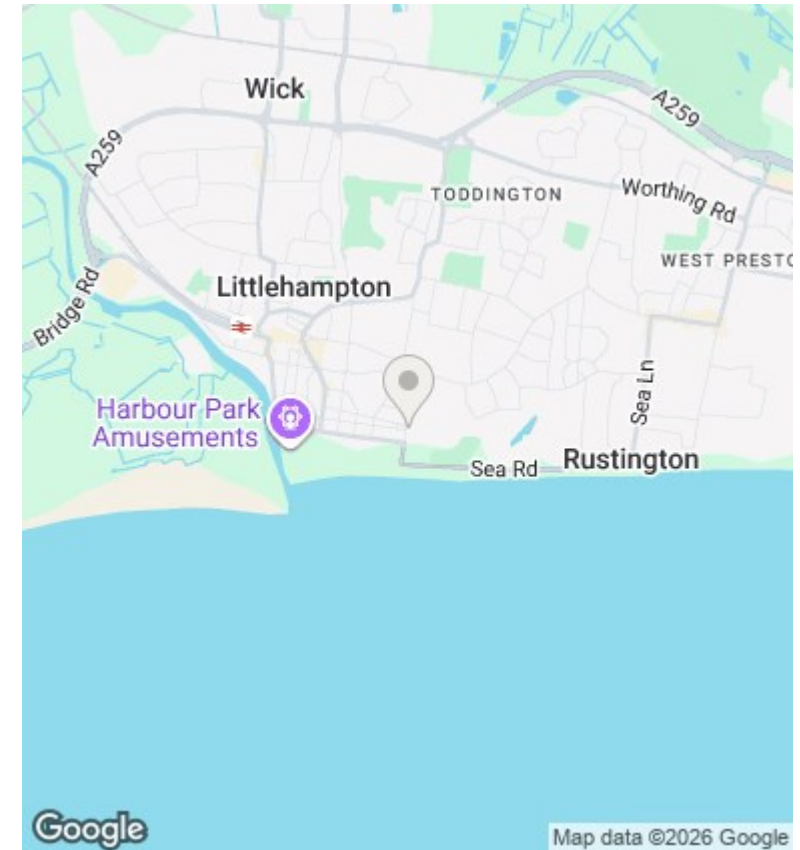 Wick
A259
A259
TODDINGTON
Worthing Rd
WEST PRESTO
Littlehampton
Bridge Rd
Sea Ln
Harbour Park
Amusements
Sea Rd
Rustington
Google
Map data ©2026 Google